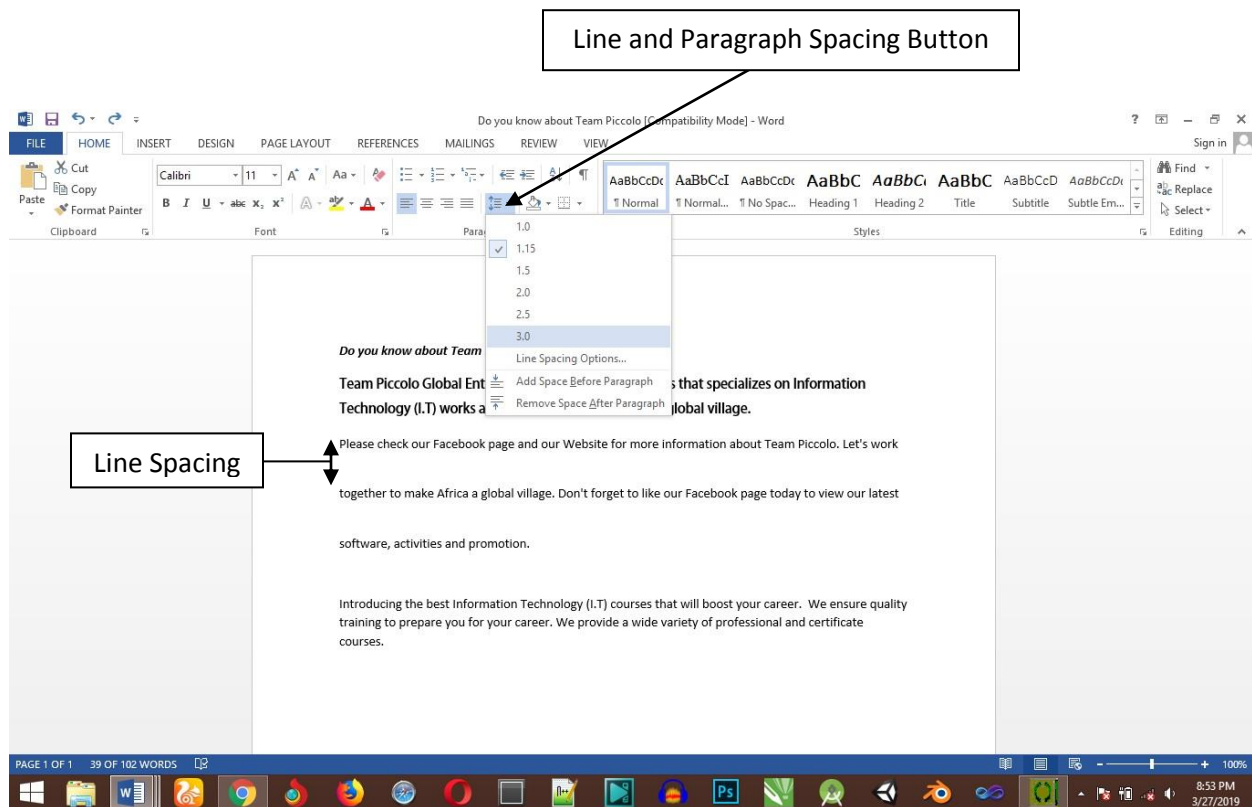 Line and Paragraph Spacing Button
Do you know about Team Piccolo [Compatibility Mode] - Word
?
FILE HOME INSERT DESIGN PAGE LAYOUT REFERENCES MAILINGS REVIEW VIEW Sign in
Paste
Cut
Copy
Format Painter
Clipboard
Calibri 11 A A Aa
B I U abc x₂ x² A ab A
Font
Para
AaBbCcDc AaBbCcI AaBbCcDc AaBbC AaBbCc AaBbC AaBbCcD AaBbCcDc
¶ Normal ¶ Normal... ¶ No Spac... Heading 1 Heading 2 Title Subtitle Subtle Em...
Styles
Find
Replace
Select
Editing
1.0
1.15
1.5
2.0
2.5
3.0
Line Spacing Options...
Add Space Before Paragraph
Remove Space After Paragraph
Do you know about Team
Team Piccolo Global Ent s that specializes on Information
Technology (I.T) works a global village.
Line Spacing
Please check our Facebook page and our Website for more information about Team Piccolo. Let's work
together to make Africa a global village. Don't forget to like our Facebook page today to view our latest
software, activities and promotion.
Introducing the best Information Technology (I.T) courses that will boost your career. We ensure quality
training to prepare you for your career. We provide a wide variety of professional and certificate
courses.
PAGE 1 OF 1 39 OF 102 WORDS 100%
Ps
8:53 PM
3/27/2019